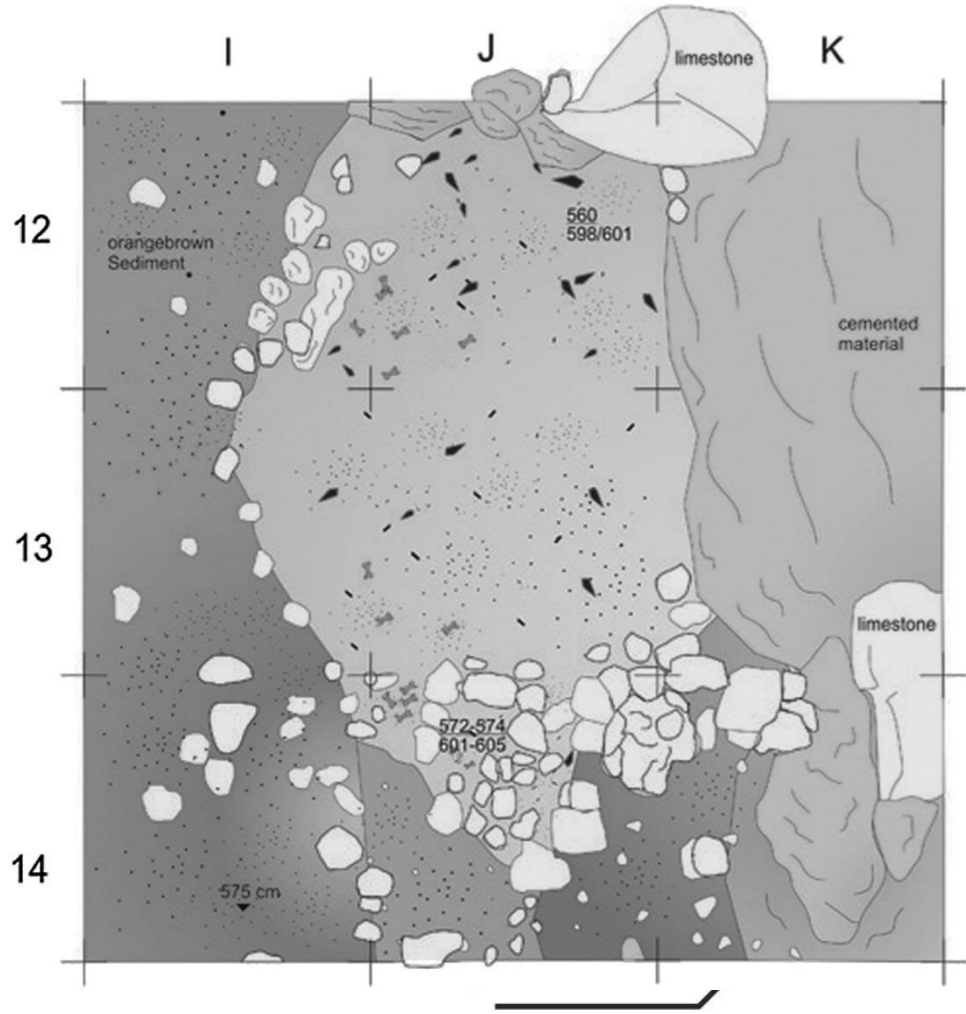 I J K
limestone
12
560
598/601
orangebrown
Sediment
cemented
material
13
limestone
572-574
601-605
14
575 cm